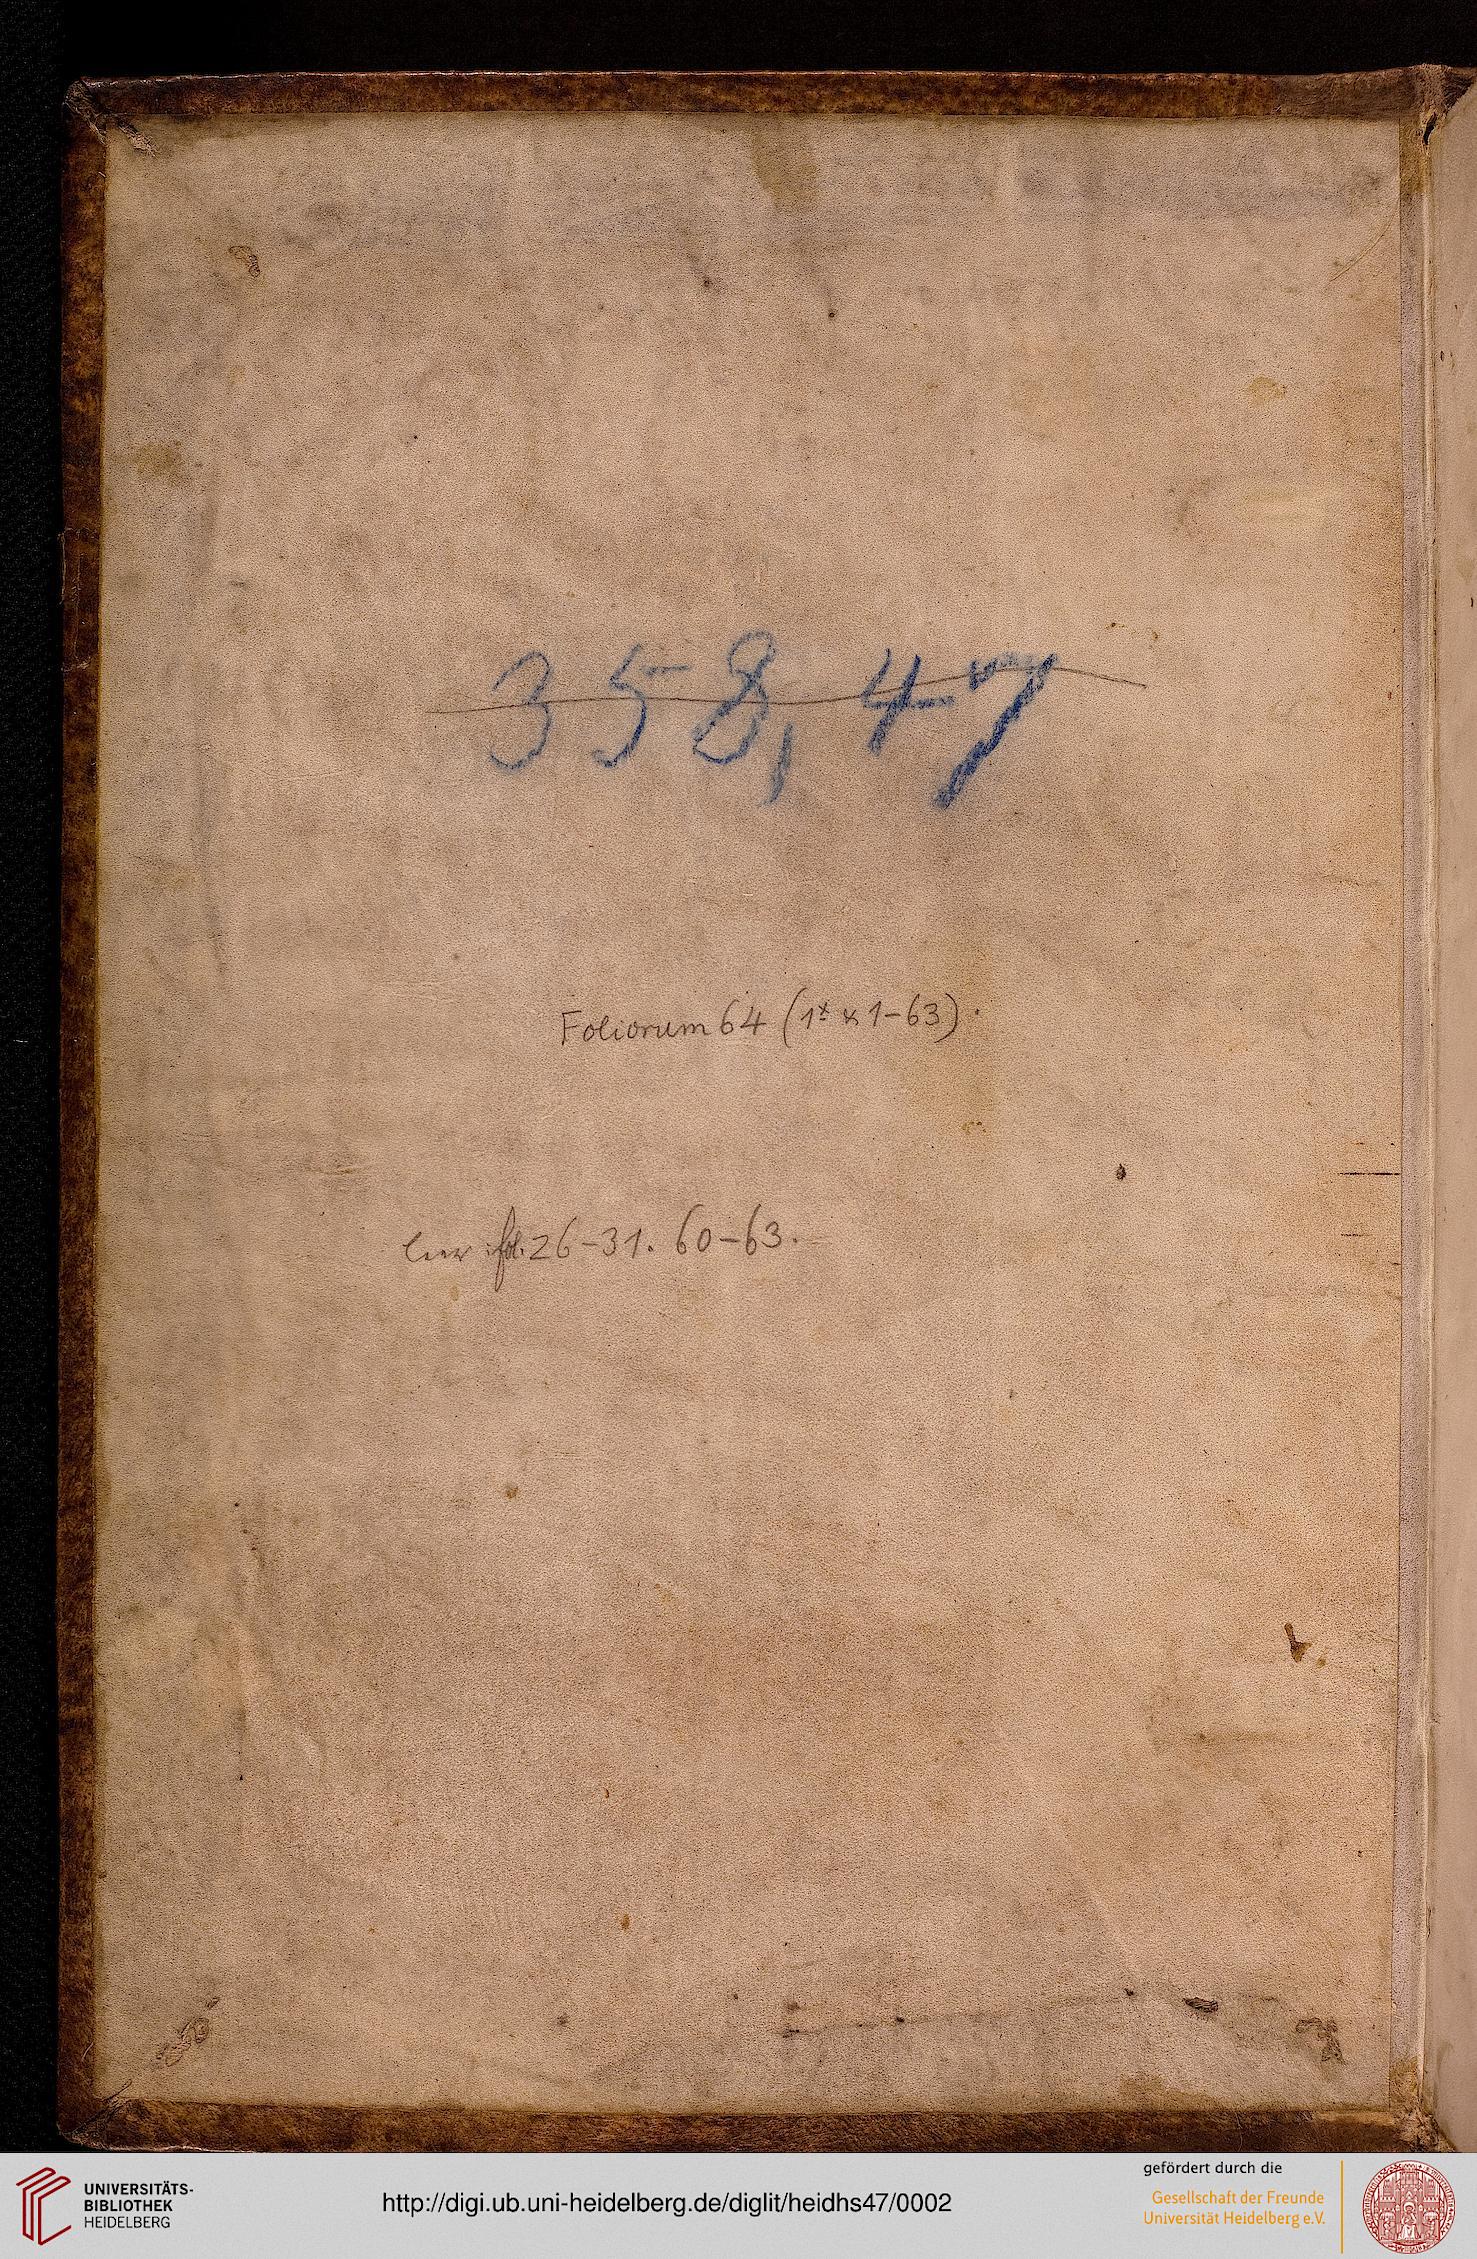 358,47
Foliorum 64 (1* & 1-63).
leer: fol. 26-31. 60-63.
UNIVERSITÄTS-
BIBLIOTHEK
HEIDELBERG
http://digi.ub.uni-heidelberg.de/diglit/heidhs47/0002
gefördert durch die
Gesellschaft der Freunde
Universität Heidelberg e.V.